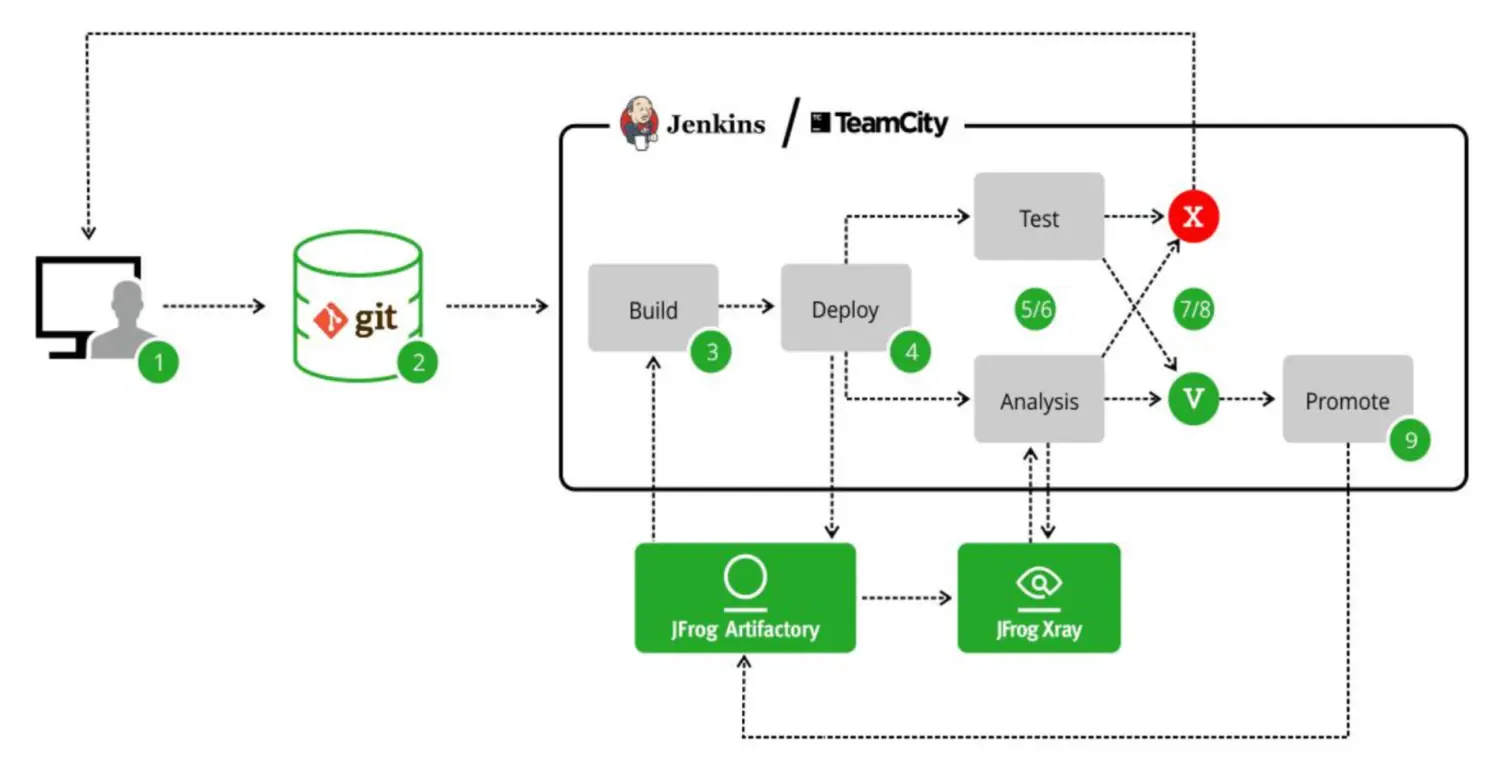 Jenkins / TeamCity
TC
Test
X
git
Build
Deploy
5/6
7/8
1
2
3
4
Analysis
V
Promote
9
JFrog Artifactory
JFrog Xray